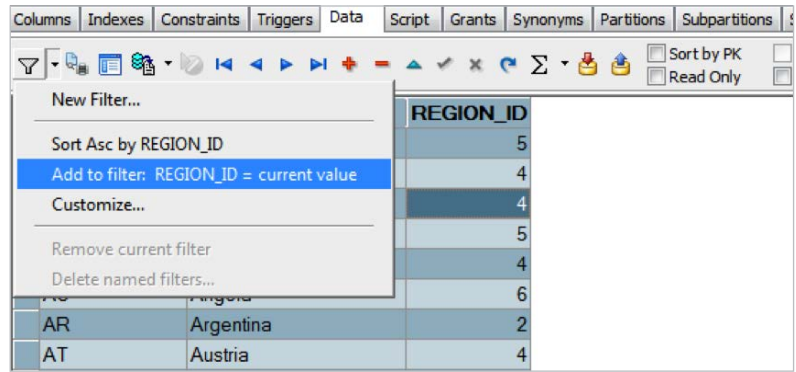 Columns Indexes Constraints Triggers Data Script Grants Synonyms Partitions Subpartitions
Sort by PK
Read Only
New Filter...
Sort Asc by REGION_ID
Add to filter: REGION_ID = current value
Customize...
Remove current filter
Delete named filters...
REGION_ID
5
4
4
5
4
Angola 6
AR Argentina 2
AT Austria 4